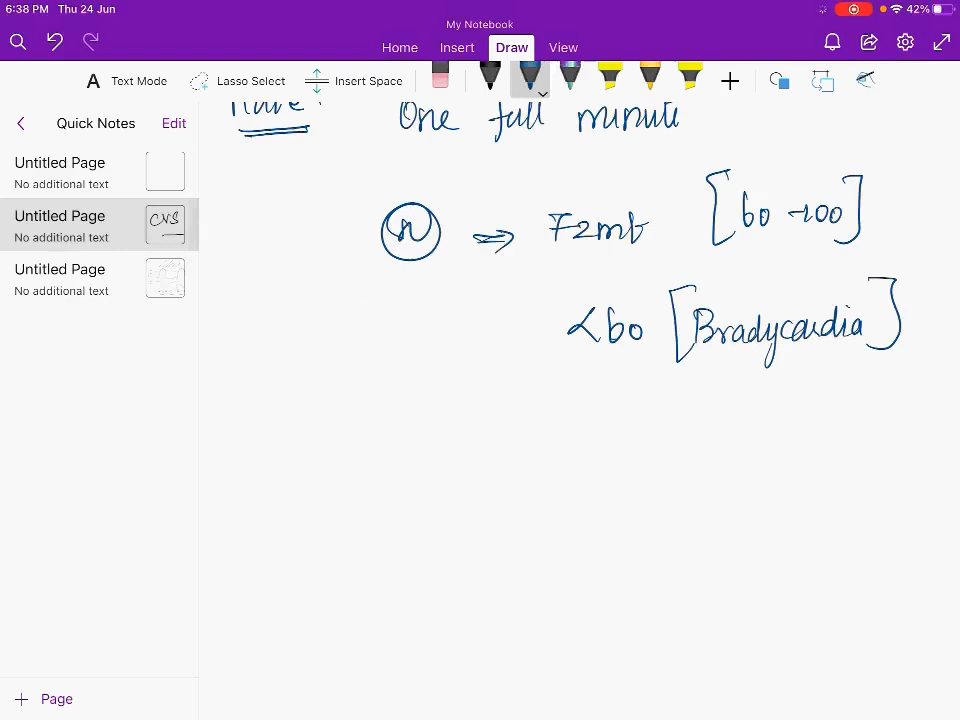 6:38 PM Thu 24 Jun 42%
My Notebook
Home Insert Draw View
A Text Mode Lasso Select Insert Space
Quick Notes Edit
Rate : One full minute
Untitled Page
No additional text
Untitled Page
No additional text
CNS
Untitled Page
No additional text
N ⇒ 72 [60-100]
<60 [Bradycardia]
+ Page